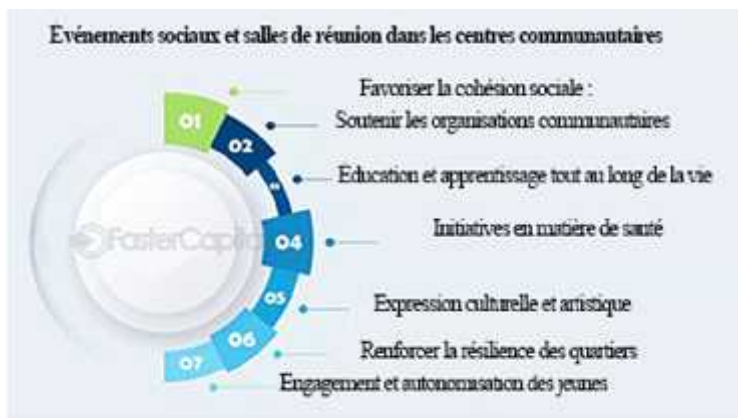 Evénements sociaux et salles de réunion dans les centres communautaires
01
Favoriser la cohésion sociale :
02
Soutenir les organisations communautaires
Education et apprentissage tout au long de la vie
04
Initiatives en matière de santé
FasterCapital
05
Expression culturelle et artistique
06
Renforcer la résilience des quartiers
07
Engagement et autonomisation des jeunes